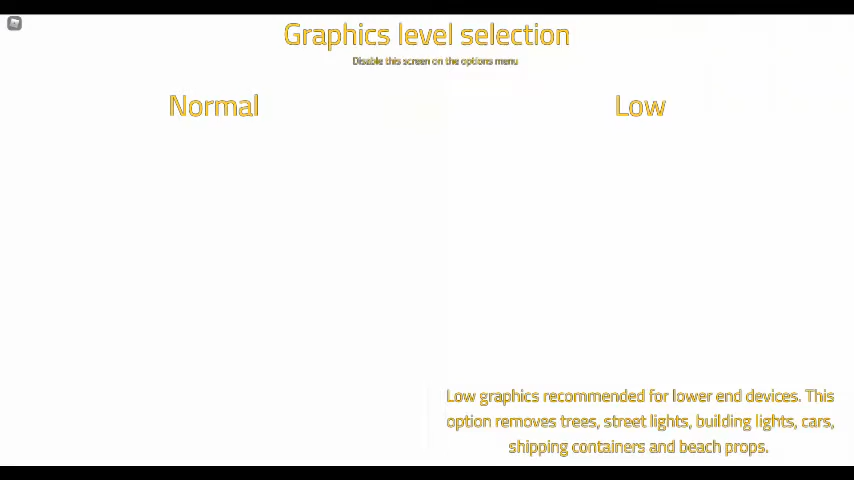 Graphics level selection
Disable this screen on the options menu
Normal
Low
Low graphics recommended for lower end devices. This
option removes trees, street lights, building lights, cars,
shipping containers and beach props.